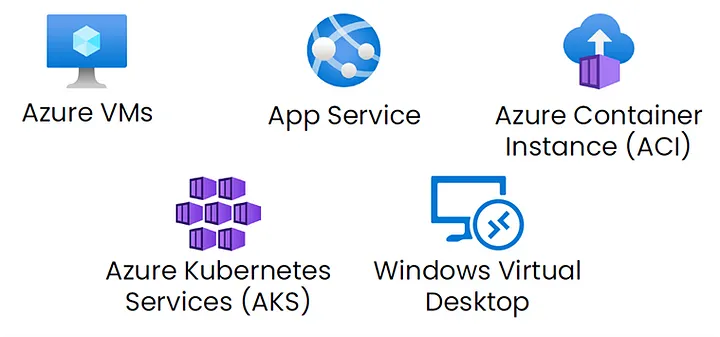 Azure VMs
App Service
Azure Container
Instance (ACI)
Azure Kubernetes
Services (AKS)
Windows Virtual
Desktop